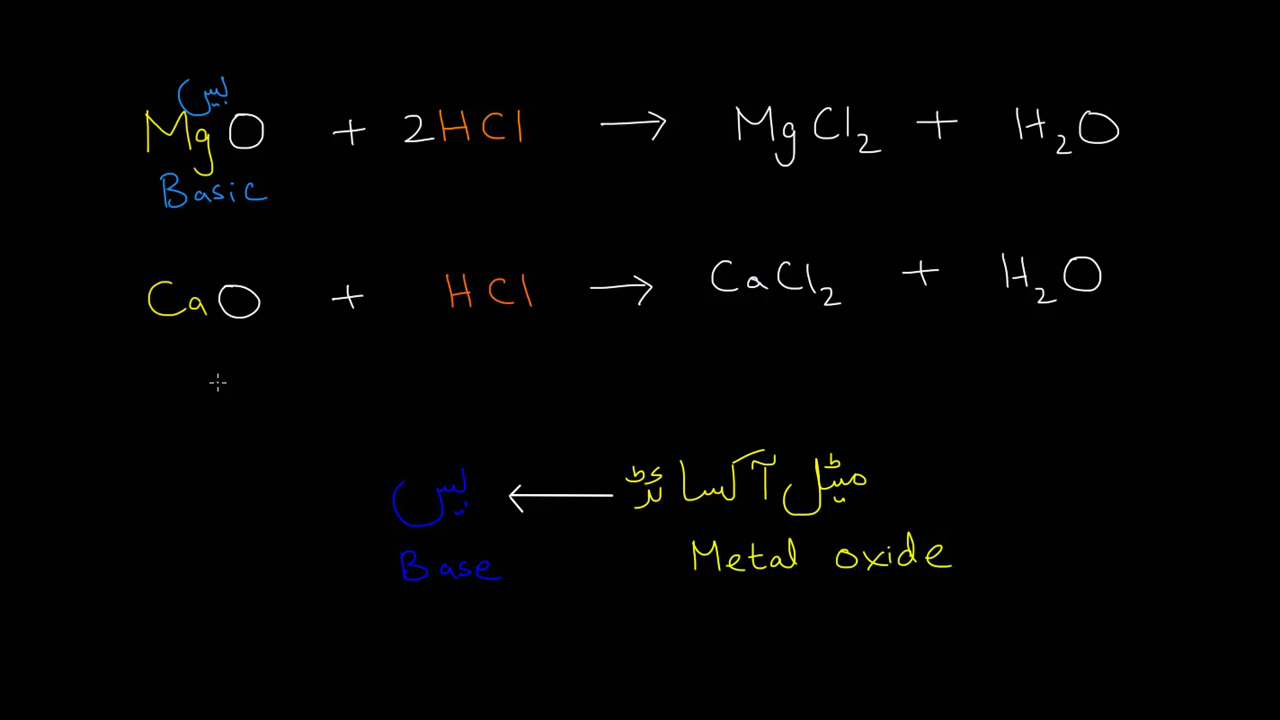 بیس
MgO + 2HCl → MgCl₂ + H₂O
Basic
CaO + HCl → CaCl₂ + H₂O
میٹل آکسائڈ ← بیس
Base Metal oxide